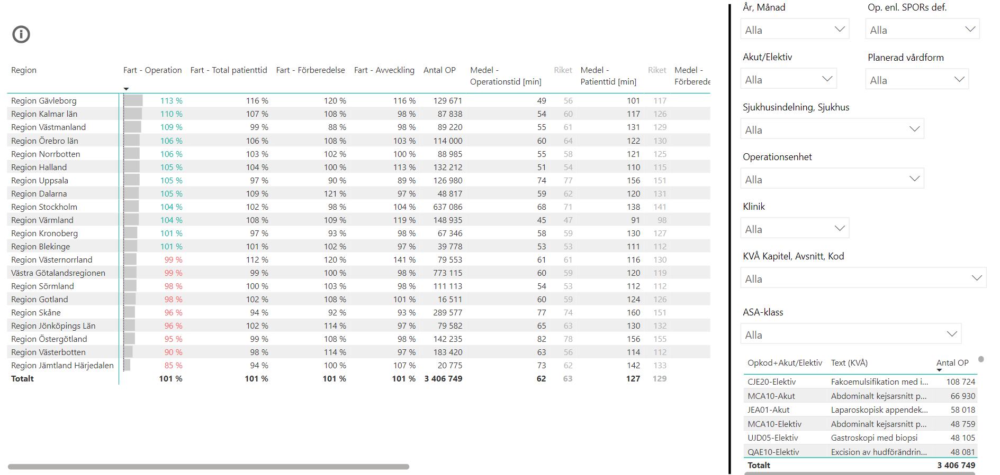 År, Månad
Op. enl. SPORs def.
Alla
Alla
Akut/Elektiv
Planerad vårdform
Alla
Alla
Sjukhusindelning, Sjukhus
Alla
Operationsenhet
Alla
Klinik
Alla
KVÅ Kapitel, Avsnitt, Kod
Alla
ASA-klass
Alla
Region Fart - Operation Fart - Total patienttid Fart - Förberedelse Fart - Avveckling Antal OP Medel - Riket Medel - Riket Medel -
Operationstid [min] Patienttid [min] Förberede
Region Gävleborg 113 % 116 % 120 % 116 % 129 671 49 56 101 117
Region Kalmar län 110 % 107 % 108 % 98 % 87 838 54 60 117 126
Region Västmanland 109 % 99 % 88 % 98 % 89 220 55 61 131 129
Region Örebro län 106 % 106 % 108 % 103 % 114 000 60 64 122 130
Region Norrbotten 106 % 103 % 102 % 100 % 88 985 55 58 121 125
Region Halland 105 % 104 % 100 % 113 % 132 212 51 54 110 115
Region Uppsala 105 % 97 % 90 % 89 % 126 980 74 77 156 151
Region Dalarna 105 % 109 % 121 % 97 % 48 817 59 62 120 131
Region Stockholm 104 % 102 % 98 % 104 % 637 086 68 71 138 141
Region Värmland 104 % 108 % 109 % 119 % 148 935 45 47 91 98
Region Kronoberg 101 % 97 % 93 % 98 % 67 346 58 59 130 127
Region Blekinge 101 % 101 % 102 % 97 % 39 778 53 53 111 112
Region Västernorrland 99 % 112 % 120 % 141 % 79 553 61 61 116 130
Västra Götalandsregionen 99 % 99 % 100 % 98 % 773 115 60 59 120 119
Region Sörmland 98 % 100 % 103 % 98 % 111 113 54 53 112 112
Region Gotland 98 % 102 % 108 % 101 % 16 511 60 59 124 126
Region Skåne 96 % 94 % 92 % 93 % 289 577 77 74 160 151
Region Jönköpings Län 96 % 102 % 114 % 97 % 79 582 65 63 130 132
Region Östergötland 95 % 99 % 108 % 98 % 142 235 82 78 156 155
Region Västerbotten 90 % 98 % 114 % 97 % 183 420 63 56 114 112
Region Jämtland Härjedalen 85 % 94 % 100 % 107 % 20 775 73 62 142 133
Totalt 101 % 101 % 101 % 101 % 3 406 749 62 63 127 129
Opkod+Akut/Elektiv Text (KVÅ) Antal OP
CJE20-Elektiv Fakoemulsifikation med i... 108 724
MCA10-Akut Abdominalt kejsarsnitt p... 66 930
JEA01-Akut Laparoskopisk appendek... 58 018
MCA10-Elektiv Abdominalt kejsarsnitt p... 48 759
UJD05-Elektiv Gastroskopi med biopsi 48 105
QAE10-Elektiv Excision av hudförändrin... 48 081
Totalt 3 406 749